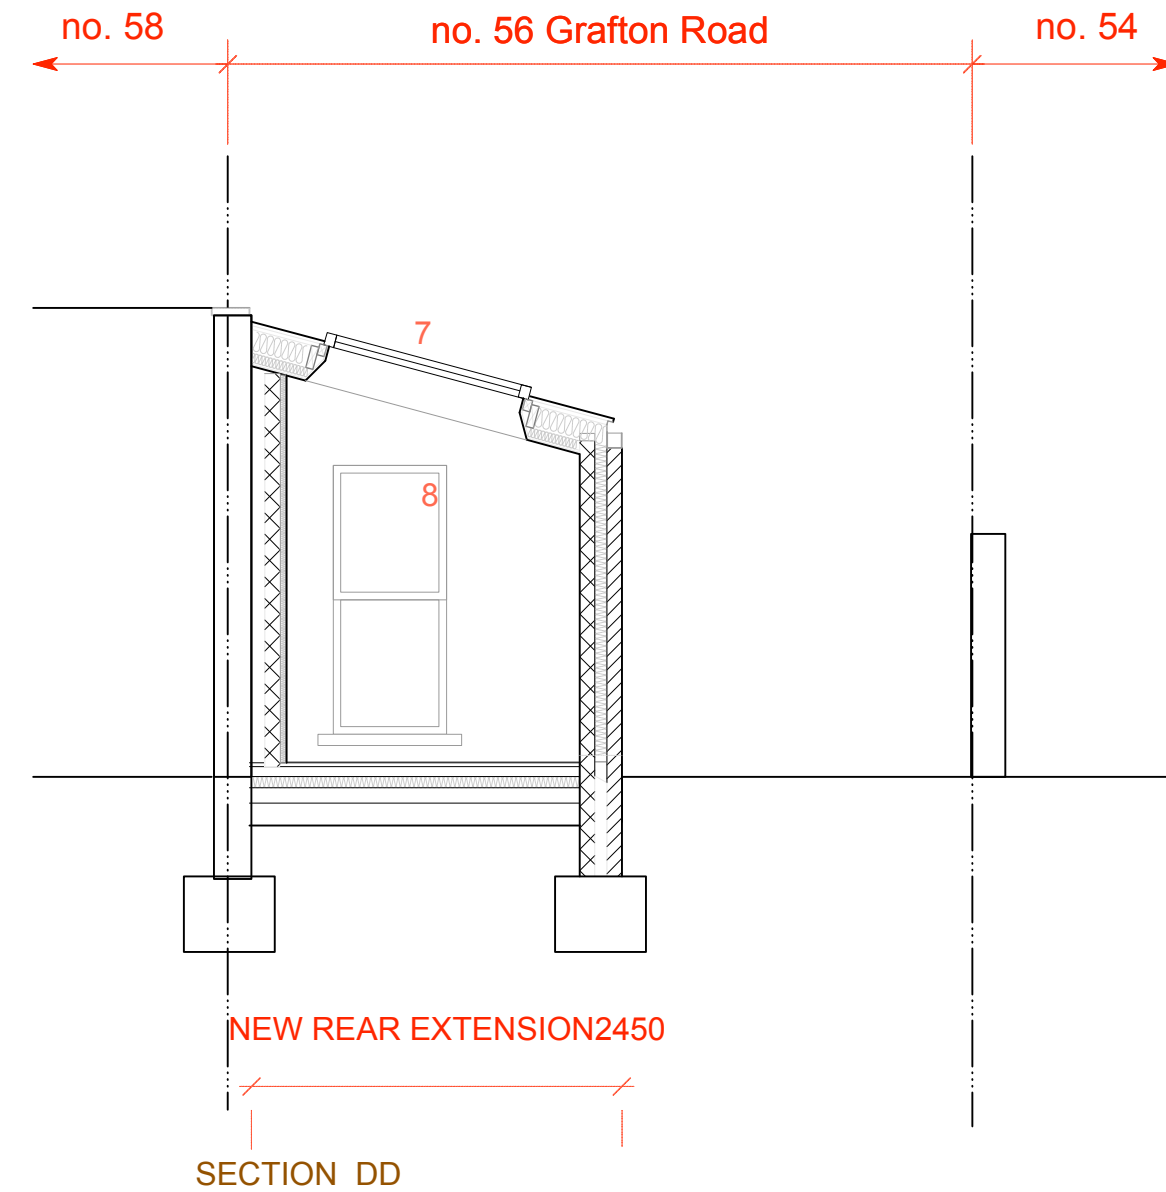 no. 58 no. 56 Grafton Road no. 54
7
8
NEW REAR EXTENSION2450
SECTION DD